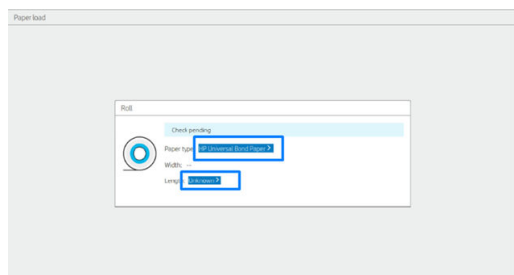 Paper load
Roll
Check pending
Paper type: HP Universal Bond Paper >
Width: --
Length: Unknown >